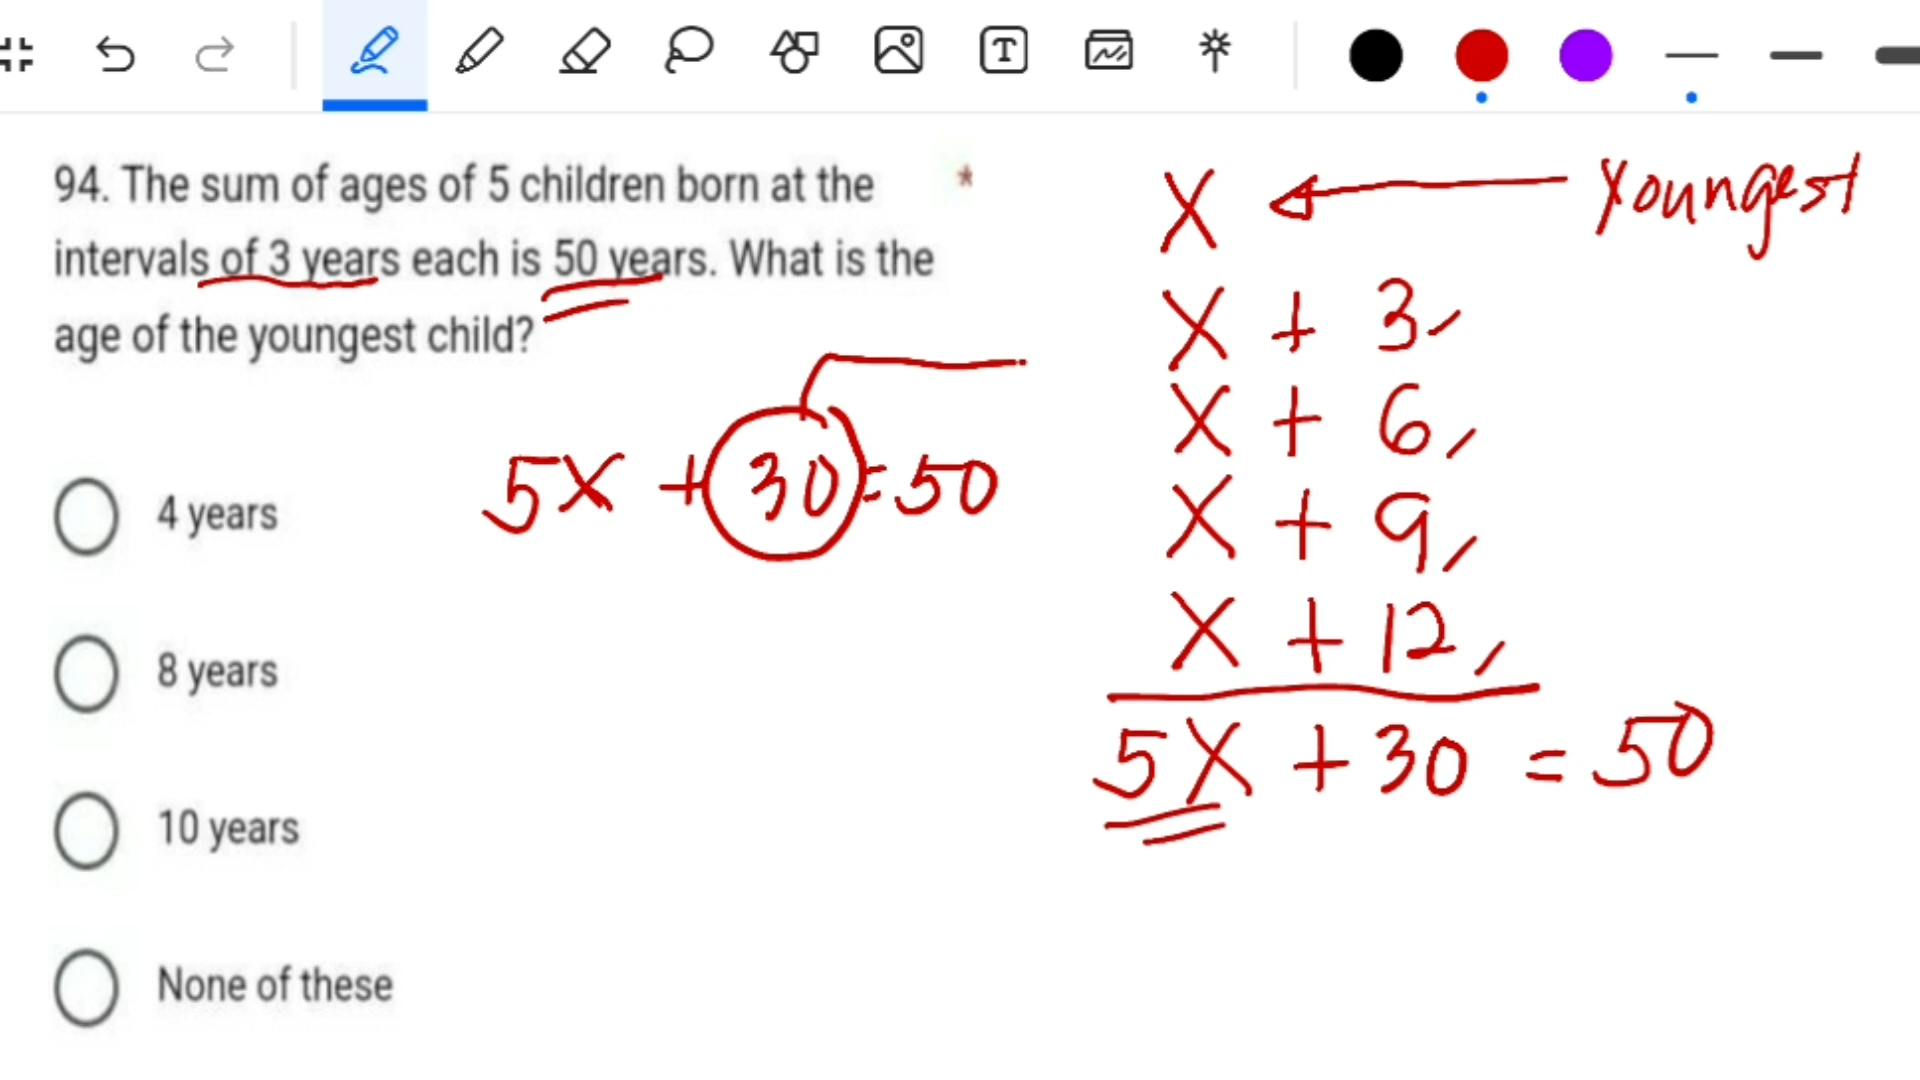 94. The sum of ages of 5 children born at the *
intervals of 3 years each is 50 years. What is the
age of the youngest child?
4 years
8 years
10 years
None of these
5X + 30 = 50
X ← Youngest
X + 3,
X + 6,
X + 9,
X + 12,
5X + 30 = 50
T